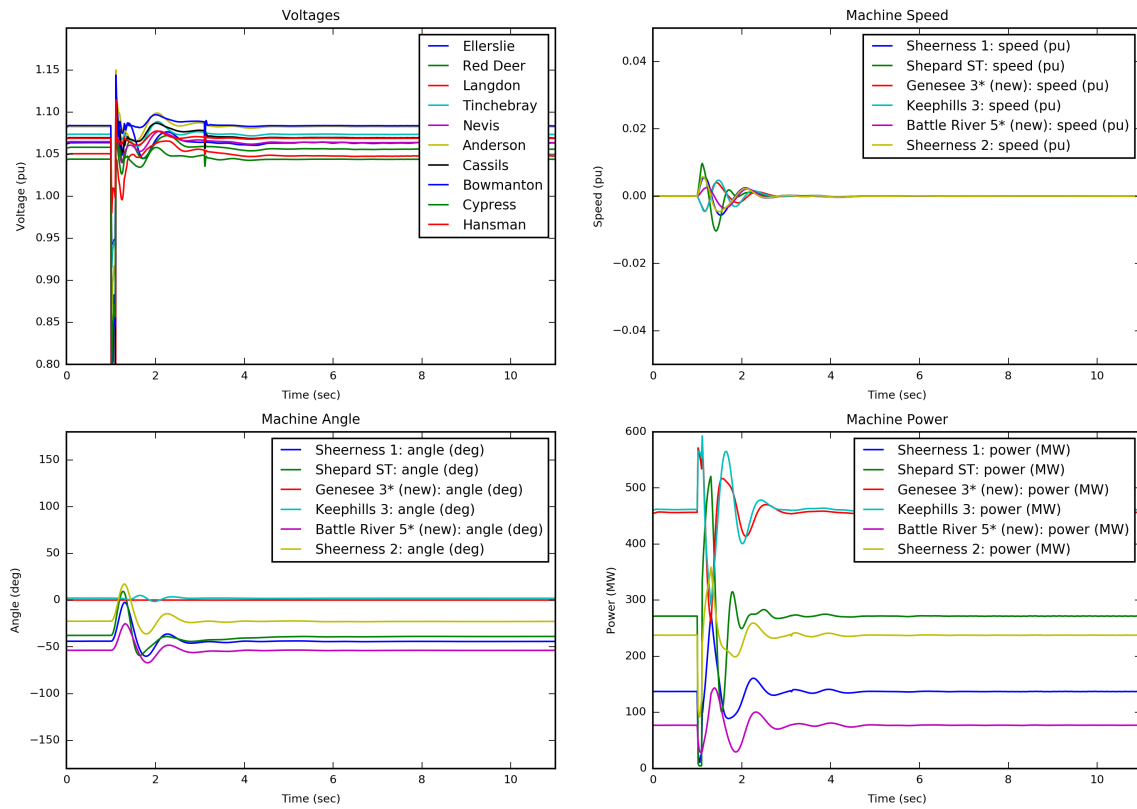 Voltages
Voltage (pu)
1.15
1.10
1.05
1.00
0.95
0.90
0.85
0.80
0 2 4 6 8 10
Time (sec)
Ellerslie
Red Deer
Langdon
Tinchebray
Nevis
Anderson
Cassils
Bowmanton
Cypress
Hansman
Machine Speed
Speed (pu)
0.04
0.02
0.00
−0.02
−0.04
0 2 4 6 8 10
Time (sec)
Sheerness 1: speed (pu)
Shepard ST: speed (pu)
Genesee 3* (new): speed (pu)
Keephills 3: speed (pu)
Battle River 5* (new): speed (pu)
Sheerness 2: speed (pu)
Machine Angle
Angle (deg)
150
100
50
0
−50
−100
−150
0 2 4 6 8 10
Time (sec)
Sheerness 1: angle (deg)
Shepard ST: angle (deg)
Genesee 3* (new): angle (deg)
Keephills 3: angle (deg)
Battle River 5* (new): angle (deg)
Sheerness 2: angle (deg)
Machine Power
Power (MW)
600
500
400
300
200
100
0
0 2 4 6 8 10
Time (sec)
Sheerness 1: power (MW)
Shepard ST: power (MW)
Genesee 3* (new): power (MW)
Keephills 3: power (MW)
Battle River 5* (new): power (MW)
Sheerness 2: power (MW)